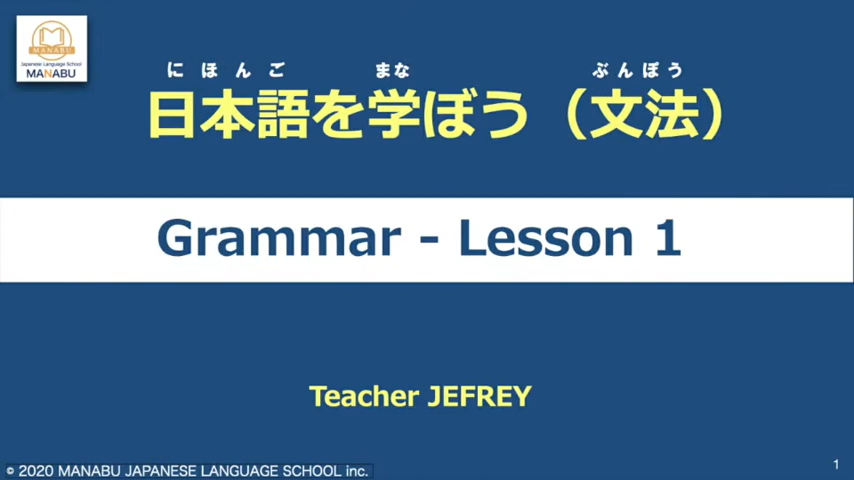 MANABU
Japanese Language School
MANABU
にほんご まな ぶんぽう
日本語を学ぼう（文法）
Grammar - Lesson 1
Teacher JEFREY
© 2020 MANABU JAPANESE LANGUAGE SCHOOL inc.
1